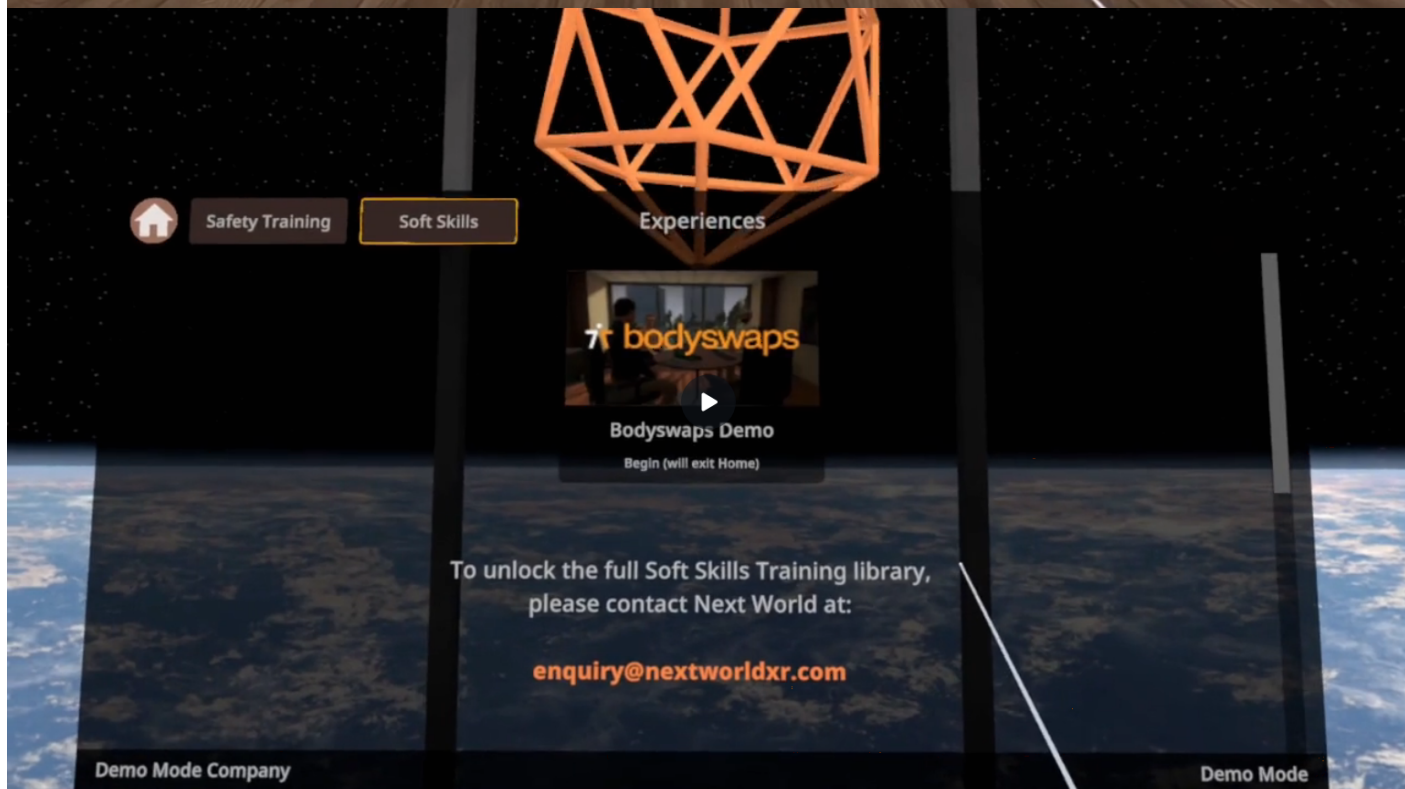 Safety Training
Soft Skills
Experiences
bodyswaps
Bodyswaps Demo
Begin (will exit Home)
To unlock the full Soft Skills Training library,
please contact Next World at:
enquiry@nextworldxr.com
Demo Mode Company
Demo Mode